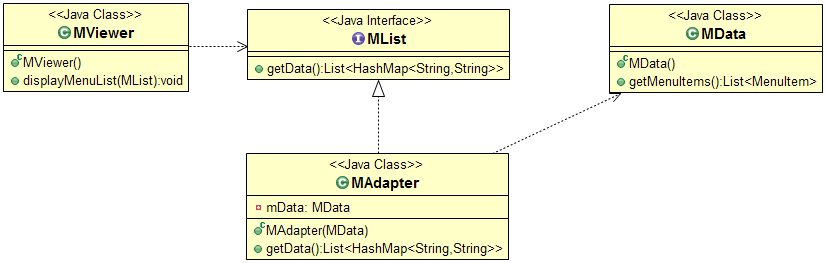 <<Java Class>>
MViewer
MViewer()
displayMenuList(MList):void
<<Java Interface>>
MList
getData():List<HashMap<String,String>>
<<Java Class>>
MData
MData()
getMenuItems():List<MenuItem>
<<Java Class>>
MAdapter
mData: MData
MAdapter(MData)
getData():List<HashMap<String,String>>